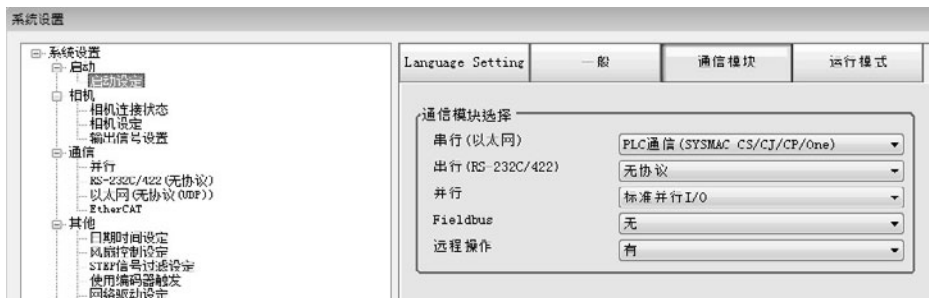 系统设置
系统设置
启动
启动设定
相机
相机连接状态
相机设定
输出信号设置
通信
并行
RS-232C/422(无协议)
以太网(无协议(UDP))
EtherCAT
其他
日期时间设定
风扇控制设定
STEP信号过滤设定
使用编码器触发
网络驱动设定
Language Setting
一般
通信模块
运行模式
通信模块选择
串行(以太网)
PLC通信(SYSMAC CS/CJ/CP/One)
串行(RS-232C/422)
无协议
并行
标准并行I/O
Fieldbus
无
远程操作
有